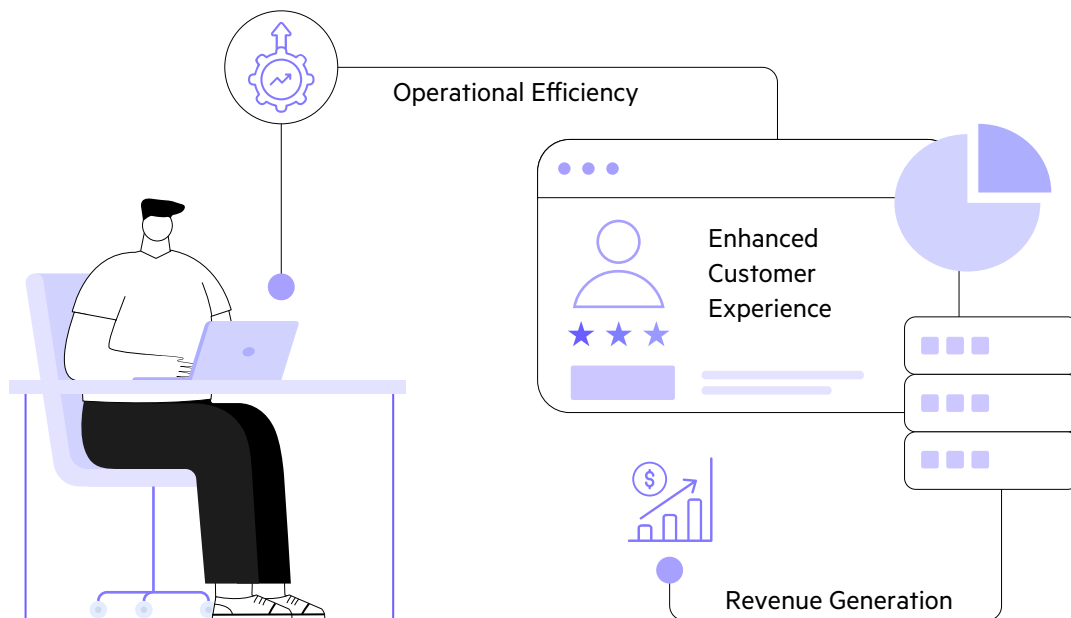 Operational Efficiency
Enhanced
Customer
Experience
$
Revenue Generation